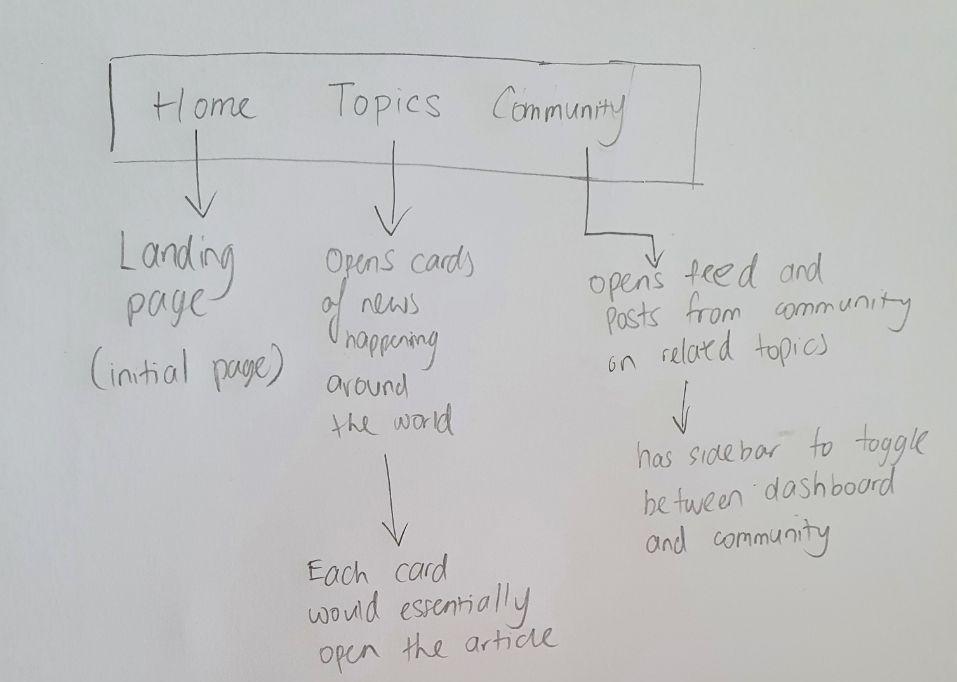 Home Topics Community
Landing
page
(initial page)
Opens cards
of news
happening
around
the world
Each card
would essentially
open the article
opens feed and
posts from community
on related topics
has sidebar to toggle
between dashboard
and community